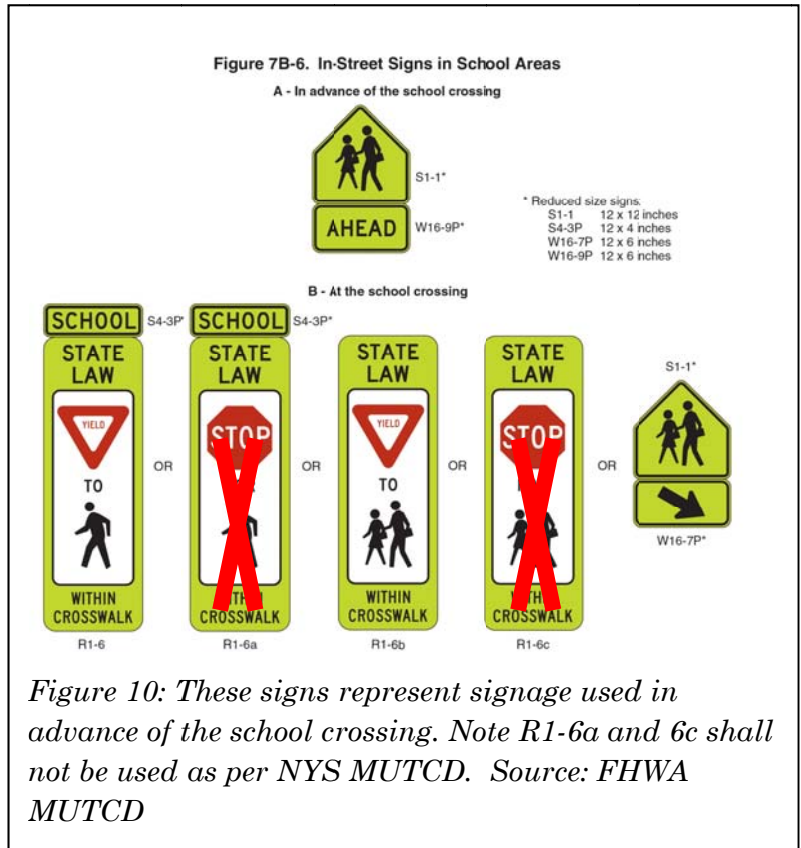 Figure 7B-6. In-Street Signs in School Areas
A - In advance of the school crossing
S1-1*
AHEAD W16-9P*
* Reduced size signs:
S1-1 12 x 12 inches
S4-3P 12 x 4 inches
W16-7P 12 x 6 inches
W16-9P 12 x 6 inches
B - At the school crossing
SCHOOL S4-3P*
STATE
LAW
YIELD
TO
WITHIN
CROSSWALK
R1-6
OR
SCHOOL S4-3P*
STATE
LAW
STOP
WITHIN
CROSSWALK
R1-6a
OR
STATE
LAW
YIELD
TO
WITHIN
CROSSWALK
R1-6b
OR
STATE
LAW
STOP
WITHIN
CROSSWALK
R1-6c
OR
S1-1*
W16-7P*
Figure 10: These signs represent signage used in
advance of the school crossing. Note R1-6a and 6c shall
not be used as per NYS MUTCD. Source: FHWA
MUTCD